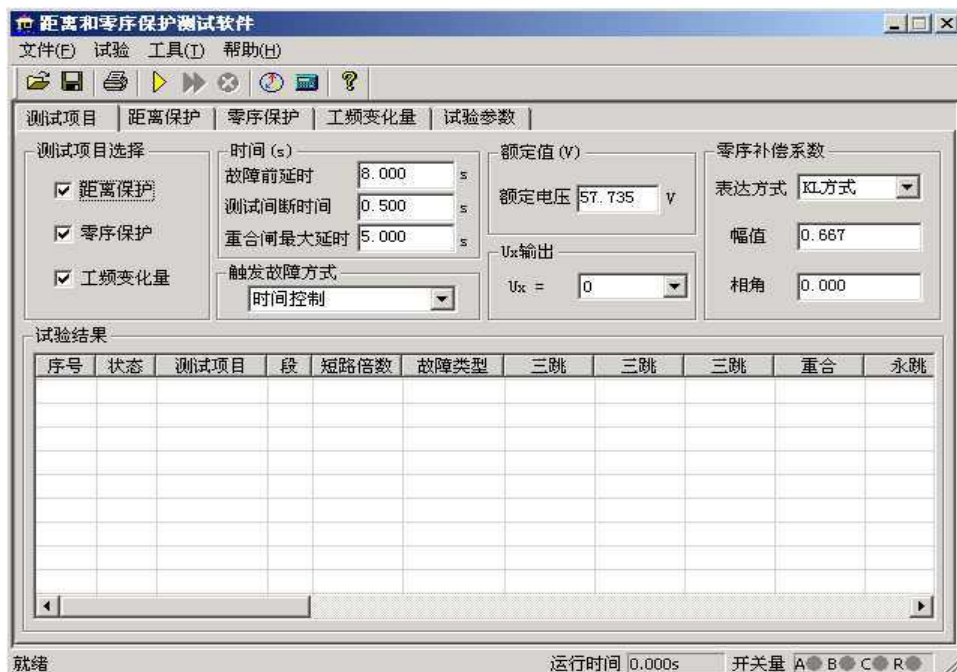 距离和零序保护测试软件
文件(F) 试验 工具(T) 帮助(H)
测试项目 距离保护 零序保护 工频变化量 试验参数
测试项目选择
距离保护
零序保护
工频变化量
时间(s)
故障前延时 8.000 s
测试间断时间 0.500 s
重合闸最大延时 5.000 s
触发故障方式
时间控制
额定值(V)
额定电压 57.735 V
Ux输出
Ux = 0
零序补偿系数
表达方式 KL方式
幅值 0.667
相角 0.000
试验结果
序号 状态 测试项目 段 短路倍数 故障类型 三跳 三跳 三跳 重合 永跳
就绪 运行时间 0.000s 开关量 A B C R